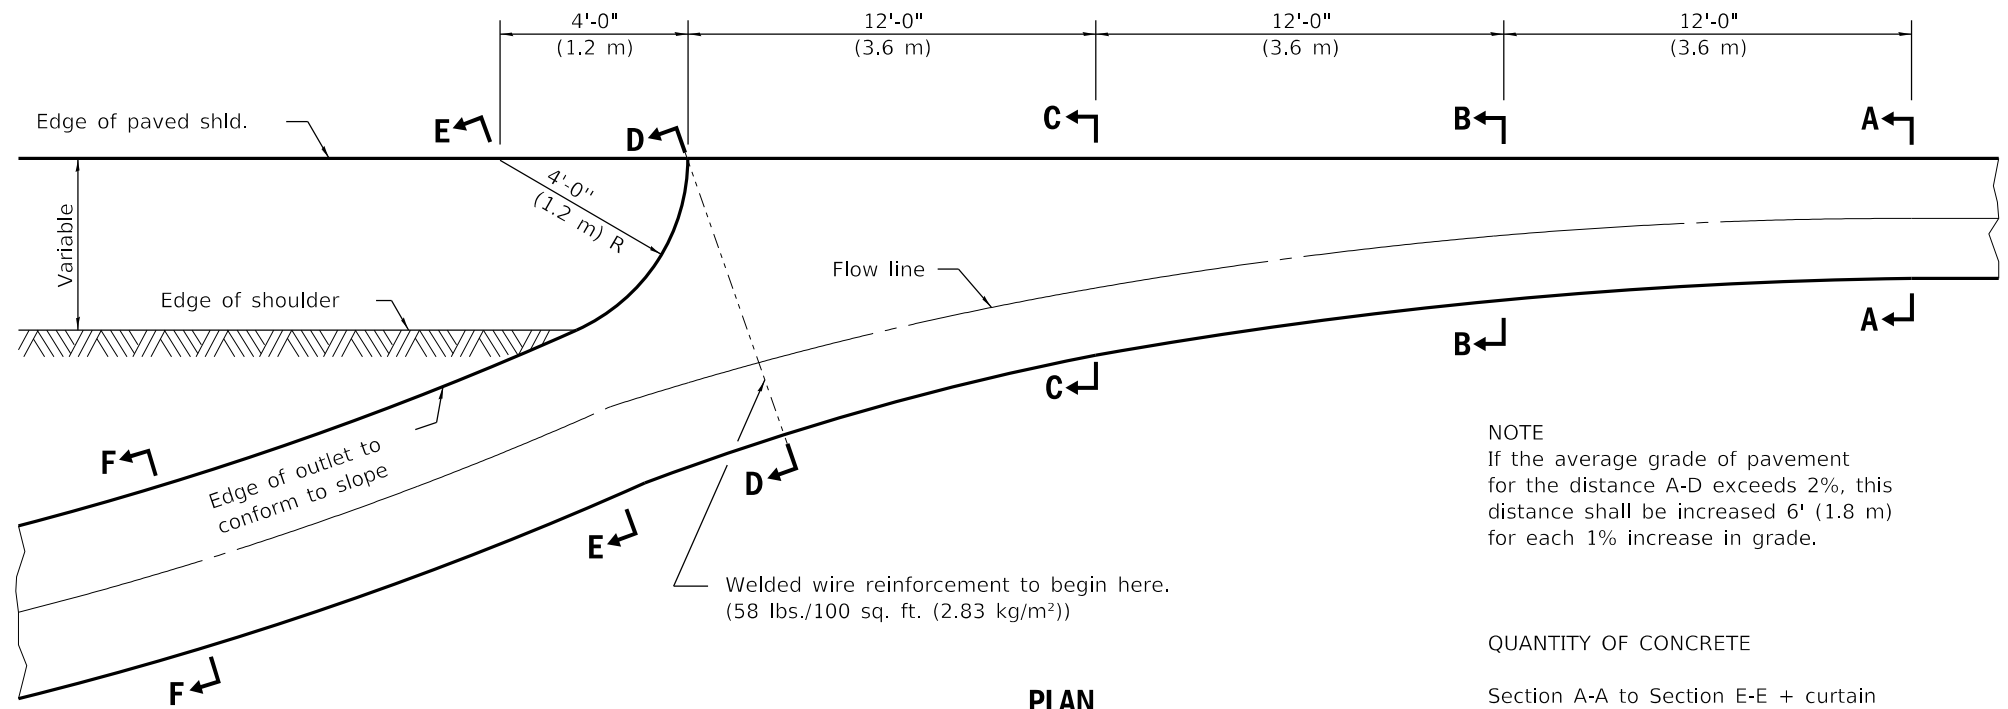 4'-0"
(1.2 m)
12'-0"
(3.6 m)
12'-0"
(3.6 m)
12'-0"
(3.6 m)
Edge of paved shld.
E
D
C
B
A
4'-0"
(1.2 m) R
Variable
Edge of shoulder
Flow line
A
B
C
D
E
F
F
Edge of outlet to
conform to slope
Welded wire reinforcement to begin here.
(58 lbs./100 sq. ft. (2.83 kg/m²))
NOTE
If the average grade of pavement
for the distance A-D exceeds 2%, this
distance shall be increased 6' (1.8 m)
for each 1% increase in grade.
QUANTITY OF CONCRETE
Section A-A to Section E-E + curtain
PLAN